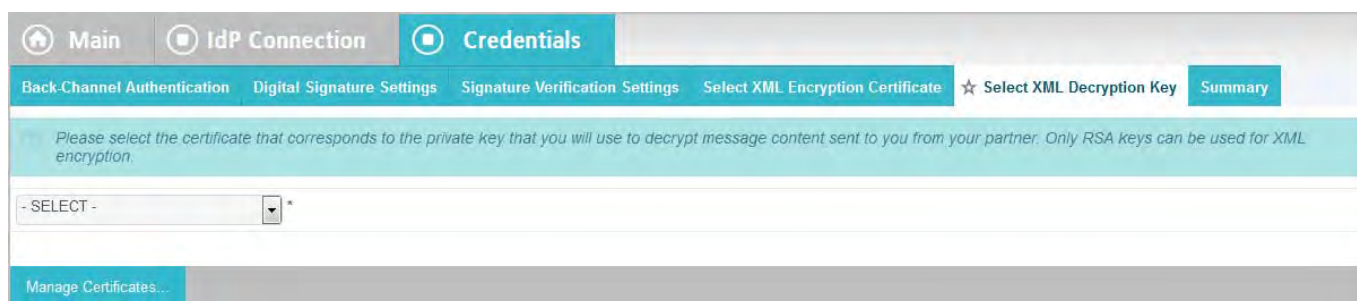 Main IdP Connection Credentials
Back-Channel Authentication Digital Signature Settings Signature Verification Settings Select XML Encryption Certificate Select XML Decryption Key Summary
Please select the certificate that corresponds to the private key that you will use to decrypt message content sent to you from your partner. Only RSA keys can be used for XML
encryption.
- SELECT - *
Manage Certificates...